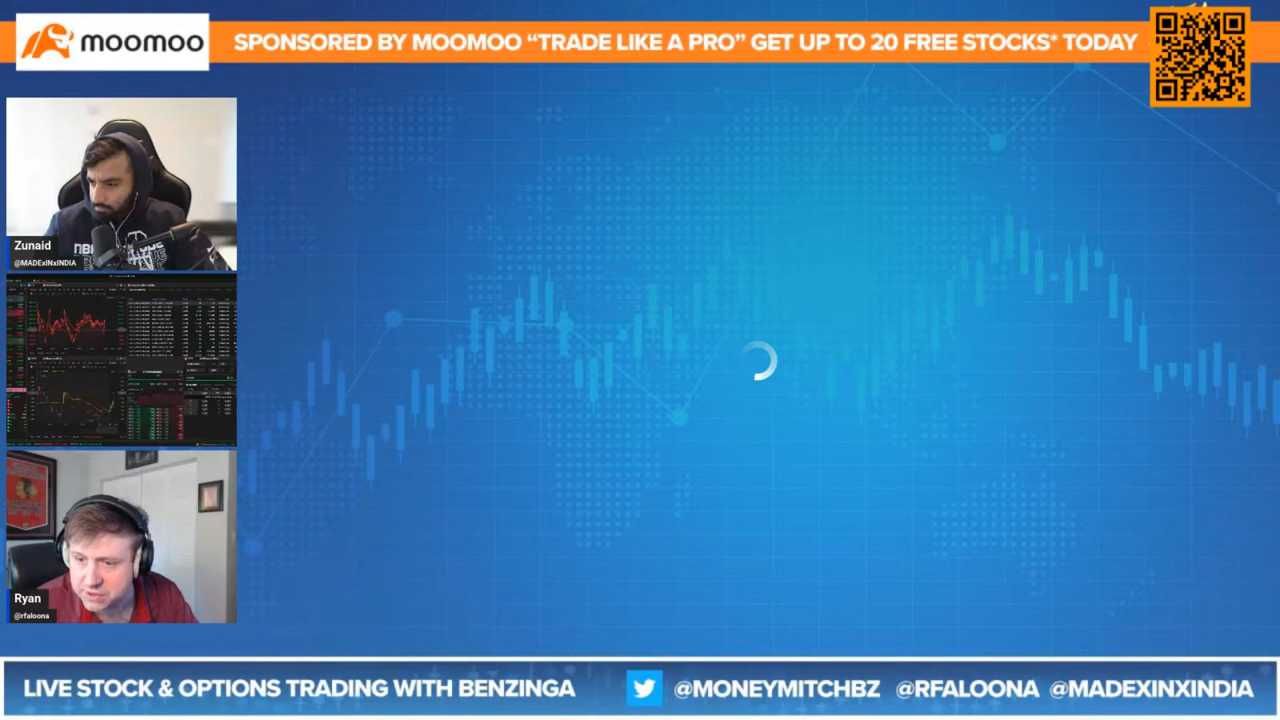 moomoo
SPONSORED BY MOOMOO “TRADE LIKE A PRO” GET UP TO 20 FREE STOCKS* TODAY
Zunaid
@MADExINxINDIA
Ryan
@rfaloona
LIVE STOCK & OPTIONS TRADING WITH BENZINGA
@MONEYMITCHBZ @RFALOONA @MADEXINXINDIA